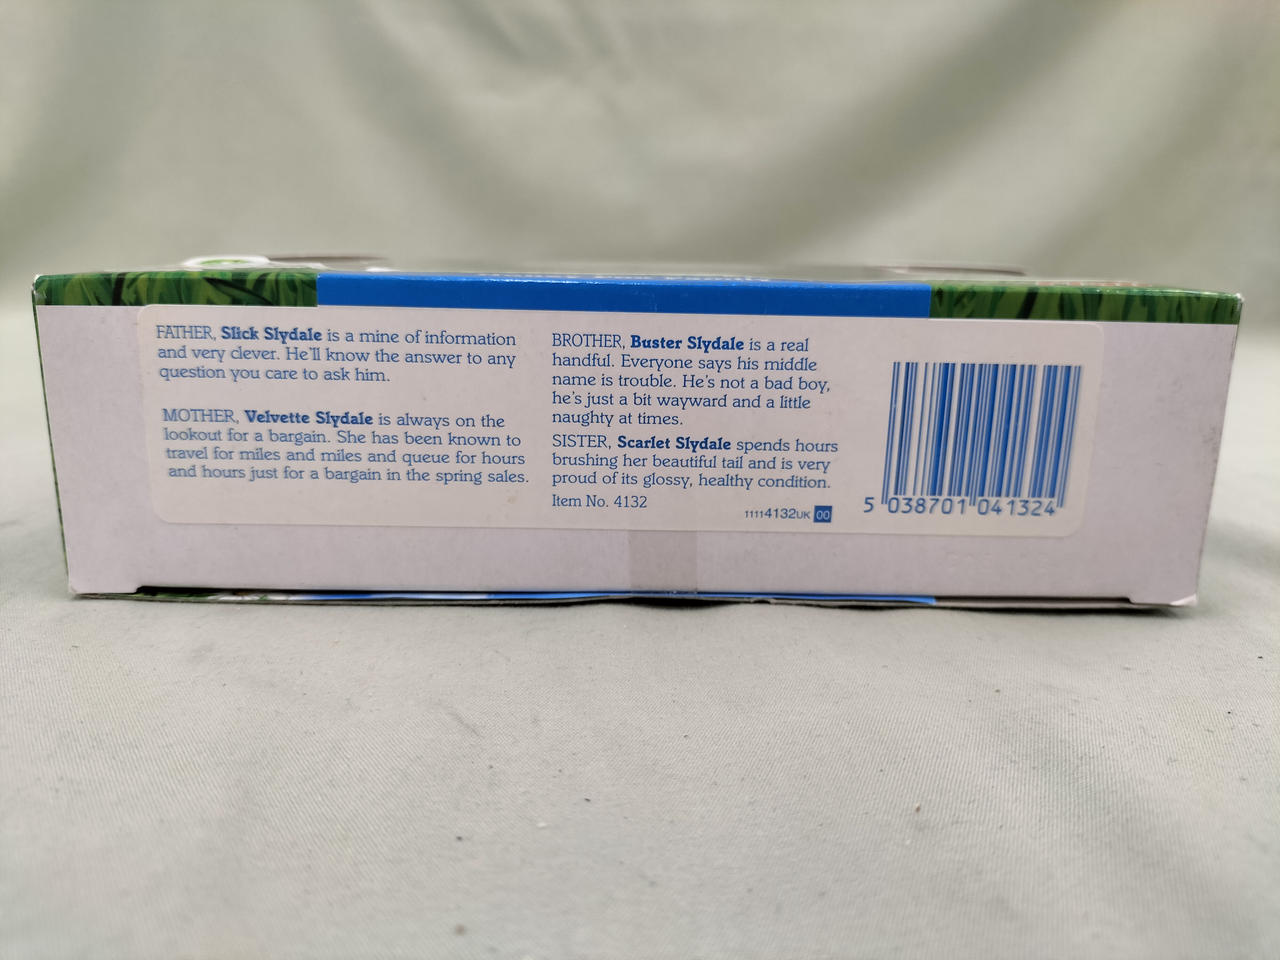 FATHER, Slick Slydale is a mine of information
and very clever. He'll know the answer to any
question you care to ask him.
MOTHER, Velvette Slydale is always on the
lookout for a bargain. She has been known to
travel for miles and miles and queue for hours
and hours just for a bargain in the spring sales.
BROTHER, Buster Slydale is a real
handful. Everyone says his middle
name is trouble. He's not a bad boy,
he's just a bit wayward and a little
naughty at times.
SISTER, Scarlet Slydale spends hours
brushing her beautiful tail and is very
proud of its glossy, healthy condition.
Item No. 4132
11114132UK 00
5 038701 041324